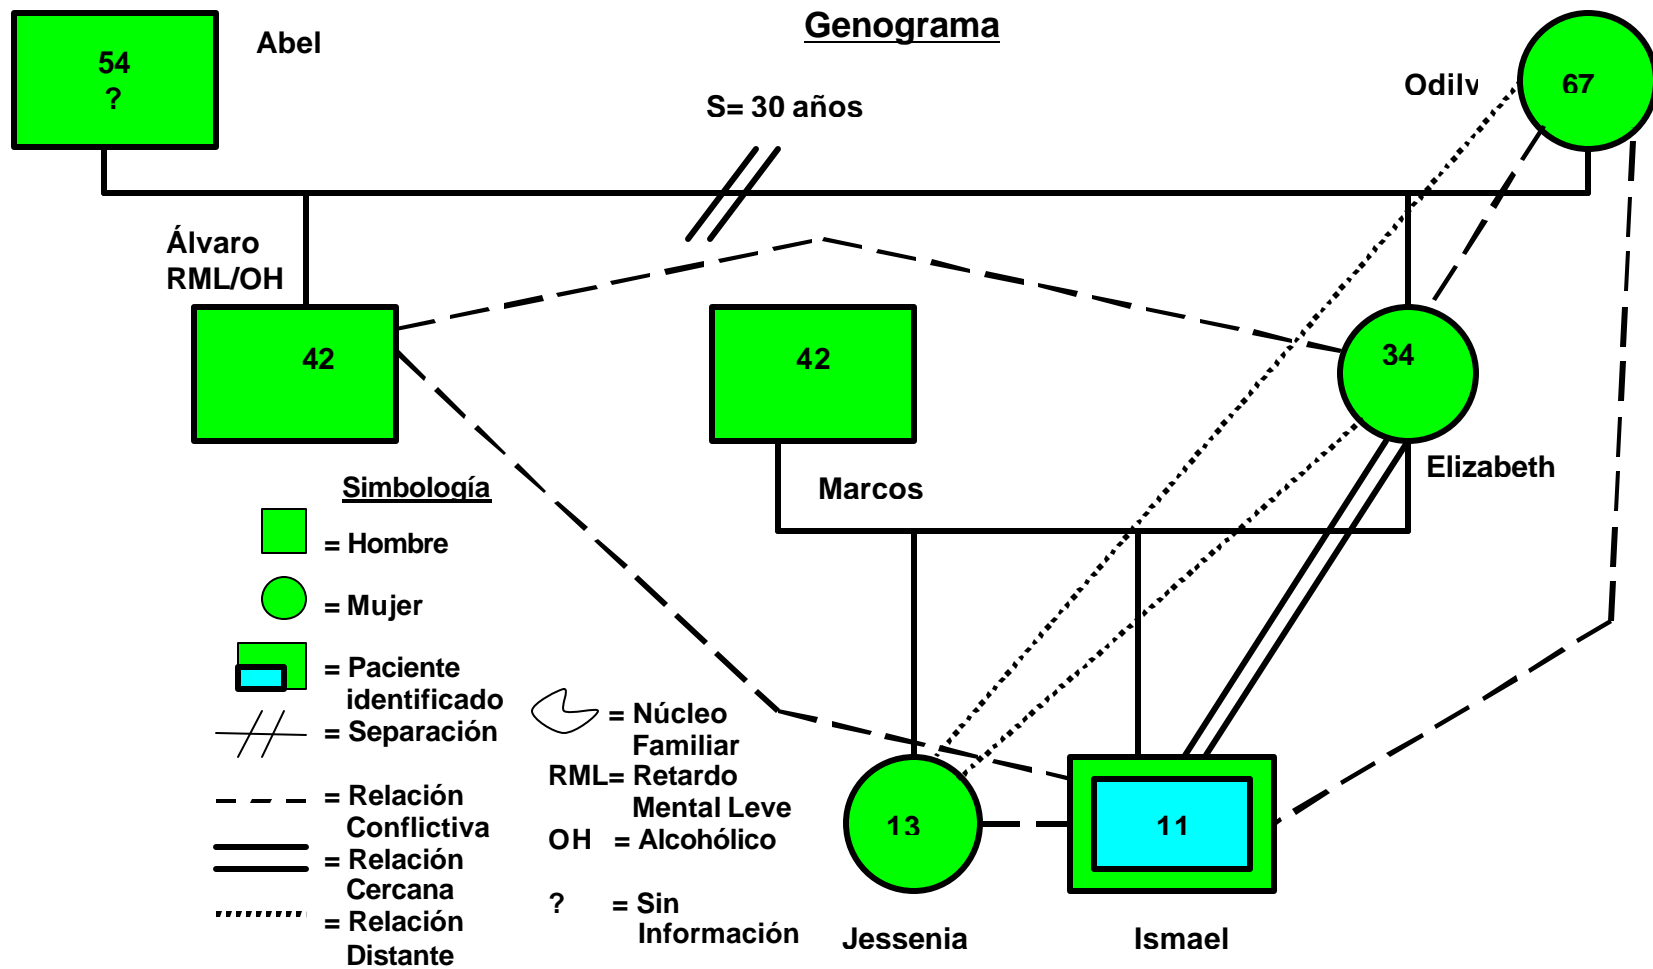 Genograma
Abel
54
?
S= 30 años
Odily
67
Álvaro
RML/OH
42
42
34
Marcos
Elizabeth
Simbología
= Hombre
= Mujer
= Paciente
identificado
= Separación
= Relación
Conflictiva
= Relación
Cercana
= Relación
Distante
= Núcleo
Familiar
RML= Retardo
Mental Leve
OH = Alcohólico
? = Sin
Información
13
11
Jessenia
Ismael